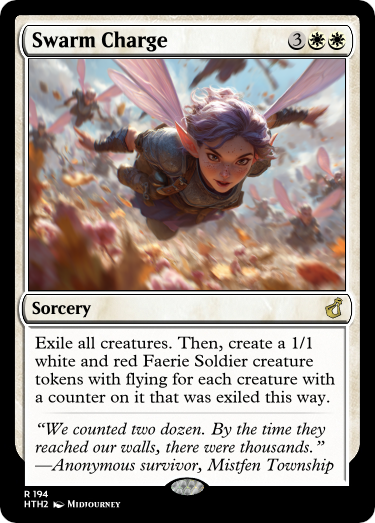 Swarm Charge 3
Sorcery
Exile all creatures. Then, create a 1/1
white and red Faerie Soldier creature
tokens with flying for each creature with
a counter on it that was exiled this way.
“We counted two dozen. By the time they
reached our walls, there were thousands.”
—Anonymous survivor, Mistfen Township
R 194
HTH2 MIDJOURNEY